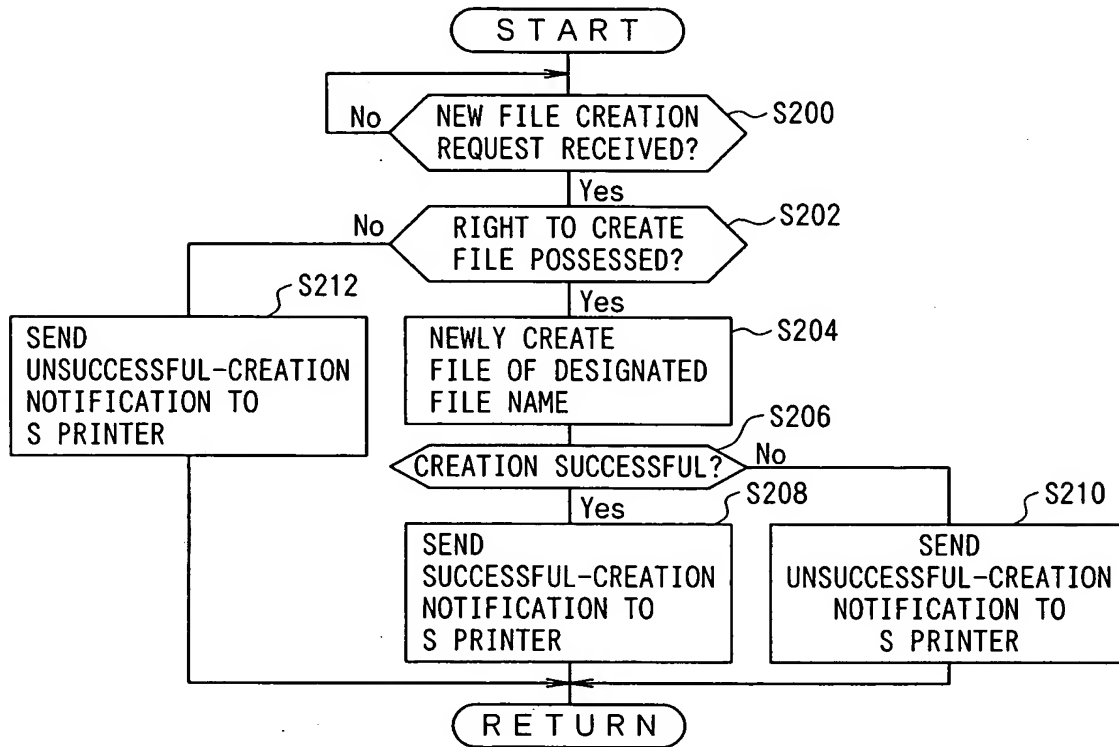 START
No
NEW FILE CREATION
REQUEST RECEIVED?
S200
Yes
No
RIGHT TO CREATE
FILE POSSESSED?
S202
S212
Yes
SEND
UNSUCCESSFUL-CREATION
NOTIFICATION TO
S PRINTER
NEWLY CREATE
FILE OF DESIGNATED
FILE NAME
S204
S206
CREATION SUCCESSFUL?
No
Yes
S208
S210
SEND
SUCCESSFUL-CREATION
NOTIFICATION TO
S PRINTER
SEND
UNSUCCESSFUL-CREATION
NOTIFICATION TO
S PRINTER
RETURN